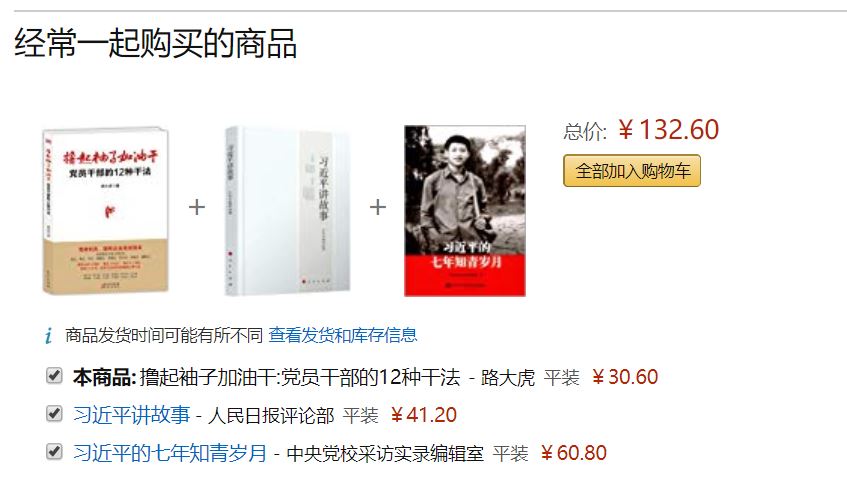 经常一起购买的商品
撸起袖子加油干
党员干部的12种干法
习近平讲故事
习近平的
七年知青岁月
+
+
总价: ￥132.60
全部加入购物车
i 商品发货时间可能有所不同 查看发货和库存信息
本商品: 撸起袖子加油干:党员干部的12种干法 - 路大虎 平装 ￥30.60
习近平讲故事 - 人民日报评论部 平装 ￥41.20
习近平的七年知青岁月 - 中央党校采访实录编辑室 平装 ￥60.80